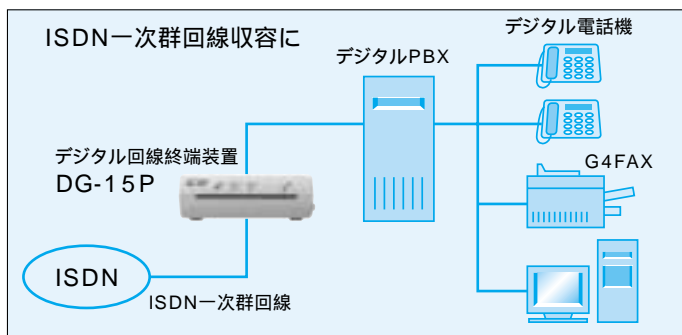 ISDN一次群回線収容に
デジタルPBX
デジタル電話機
デジタル回線終端装置
DG-15P
G4FAX
ISDN
ISDN一次群回線